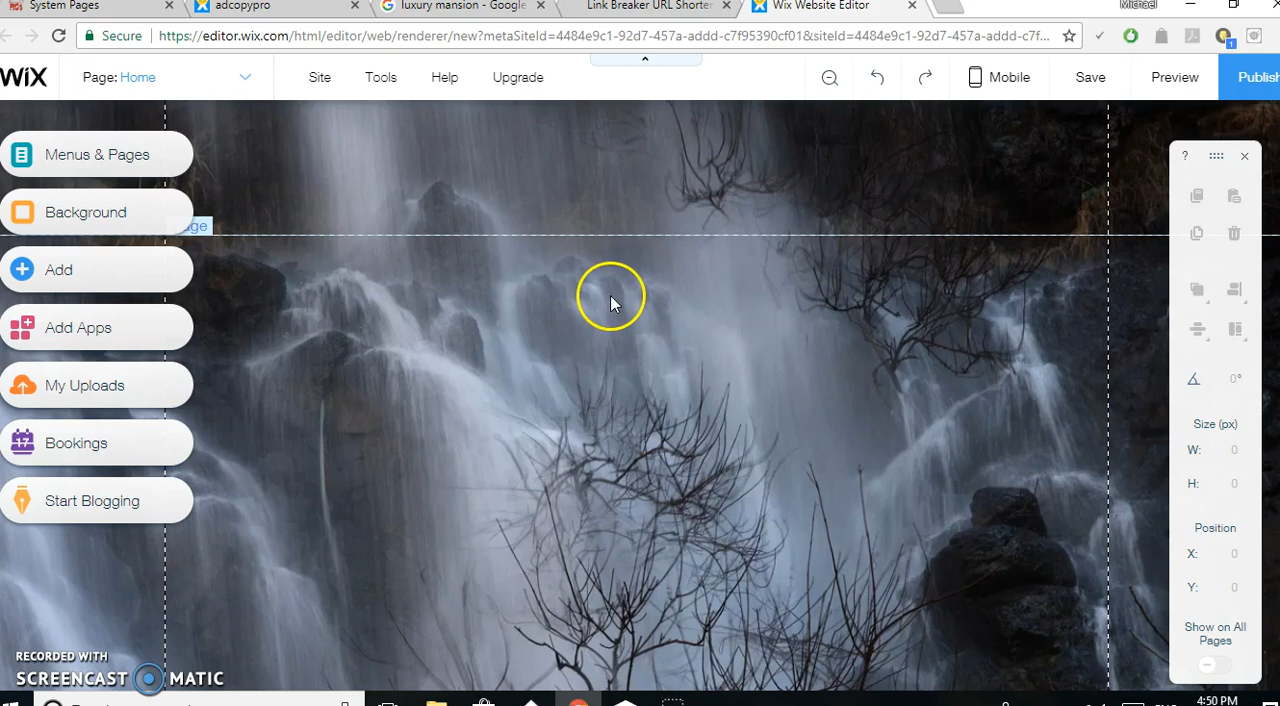 System Pages
adcopypro
luxury mansion - Google
Link Breaker URL Shorter
Wix Website Editor
Michael
Secure
https://editor.wix.com/html/editor/web/renderer/new?metaSiteId=4484e9c1-92d7-457a-addd-c7f95390cf01&siteId=4484e9c1-92d7-457a-addd-c7f...
1
WiX
Page: Home
Site
Tools
Help
Upgrade
Mobile
Save
Preview
Publish
Menus & Pages
Background
age
Add
Add Apps
My Uploads
17
Bookings
Start Blogging
?
0°
Size (px)
W: 0
H: 0
Position
X: 0
Y: 0
Show on All
Pages
RECORDED WITH
SCREENCAST MATIC
4:50 PM